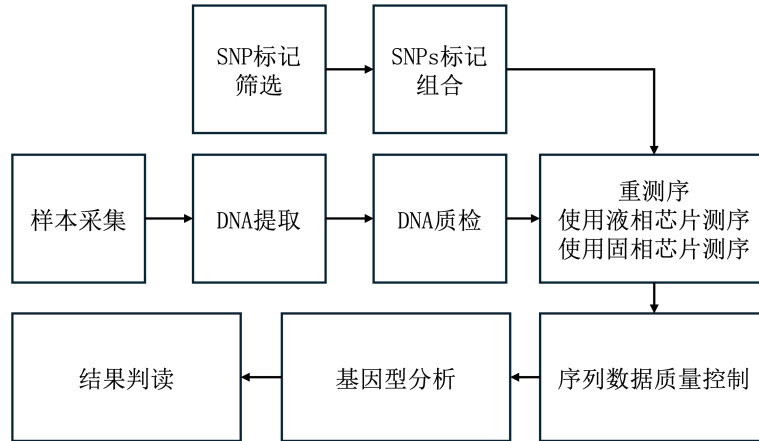 SNP标记
筛选
SNPs标记
组合
样本采集
DNA提取
DNA质检
重测序
使用液相芯片测序
使用固相芯片测序
结果判读
基因型分析
序列数据质量控制